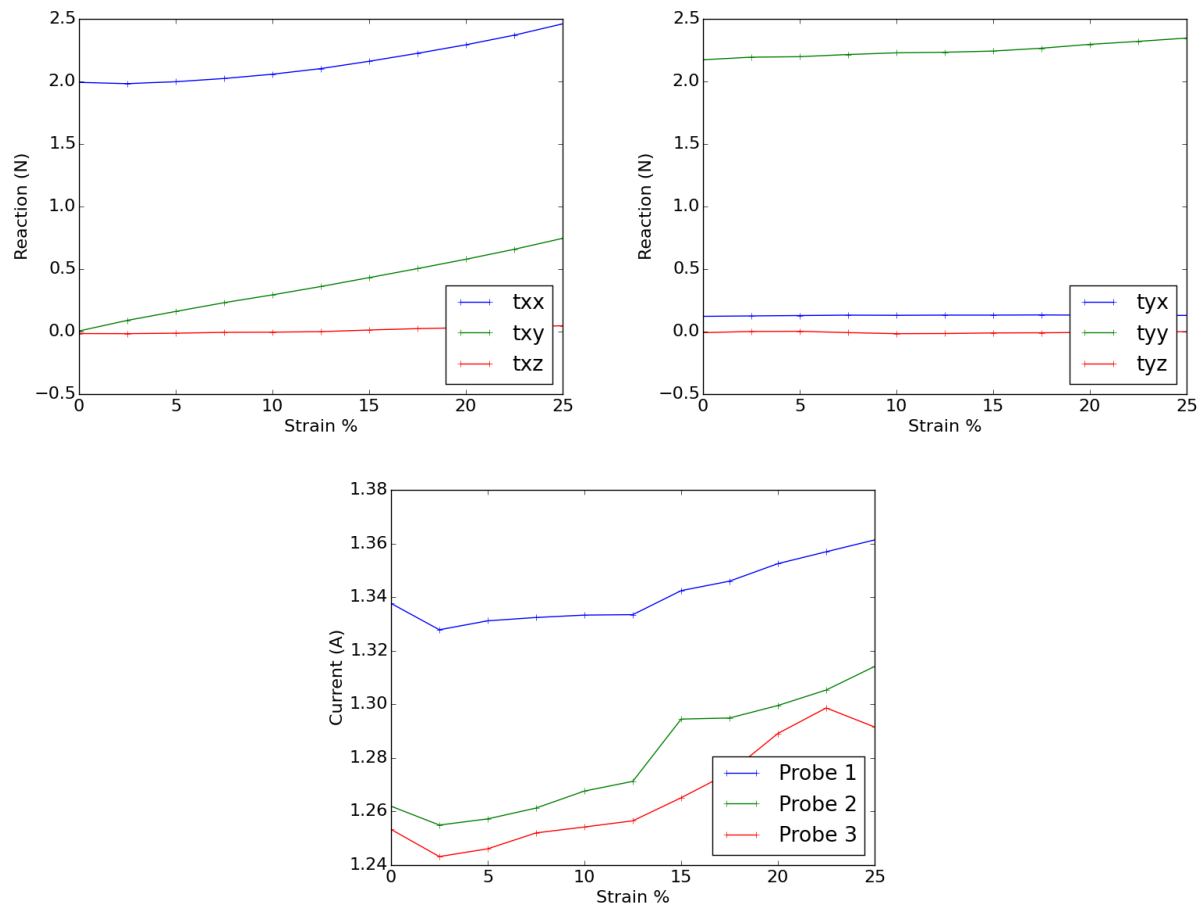 2.5
2.0
1.5
1.0
0.5
0.0
−0.5
Reaction (N)
0 5 10 15 20 25
Strain %
txx
txy
txz
2.5
2.0
1.5
1.0
0.5
0.0
−0.5
Reaction (N)
0 5 10 15 20 25
Strain %
tyx
tyy
tyz
1.38
1.36
1.34
1.32
1.30
1.28
1.26
1.24
Current (A)
0 5 10 15 20 25
Strain %
Probe 1
Probe 2
Probe 3